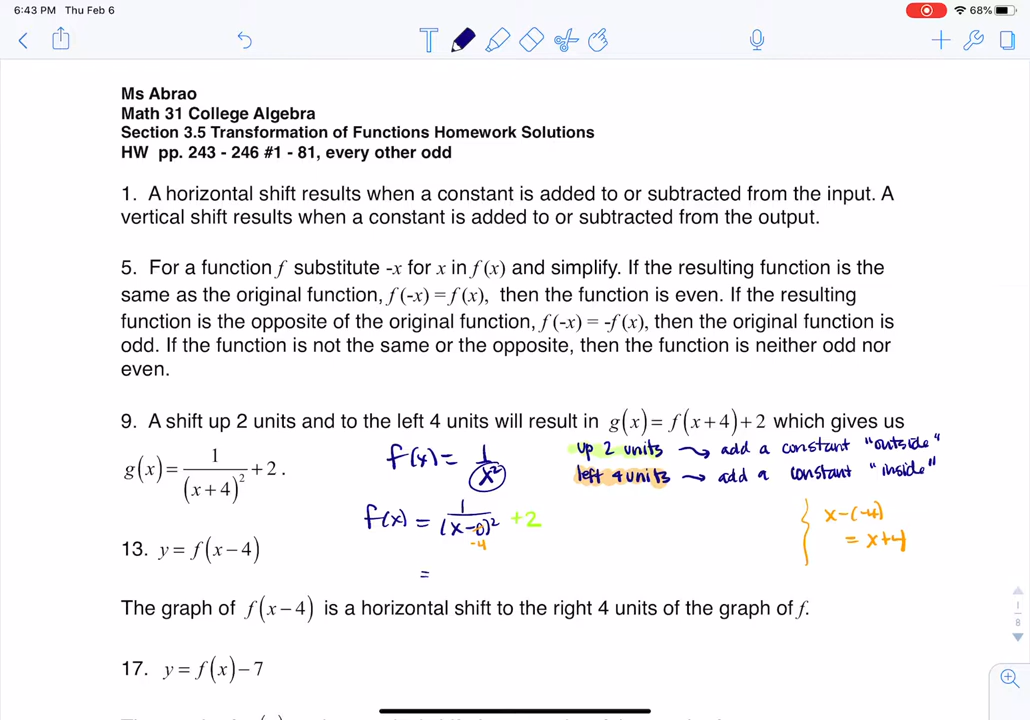 6:43 PM Thu Feb 6
68%
Ms Abrao
Math 31 College Algebra
Section 3.5 Transformation of Functions Homework Solutions
HW pp. 243 - 246 #1 - 81, every other odd
1. A horizontal shift results when a constant is added to or subtracted from the input. A
vertical shift results when a constant is added to or subtracted from the output.
5. For a function f substitute -x for x in f(x) and simplify. If the resulting function is the
same as the original function, f(-x) = f(x), then the function is even. If the resulting
function is the opposite of the original function, f(-x) = -f(x), then the original function is
odd. If the function is not the same or the opposite, then the function is neither odd nor
even.
9. A shift up 2 units and to the left 4 units will result in g(x) = f(x+4)+2 which gives us
g(x) = 1/(x+4)² + 2.
f(x) = 1/x²
up 2 units → add a constant "outside"
left 4 units → add a constant "inside"
f(x) = 1/(x-0)² +2
-4
x-(-4)
= x+4
=
13. y = f(x-4)
The graph of f(x-4) is a horizontal shift to the right 4 units of the graph of f.
17. y = f(x)-7
1
8